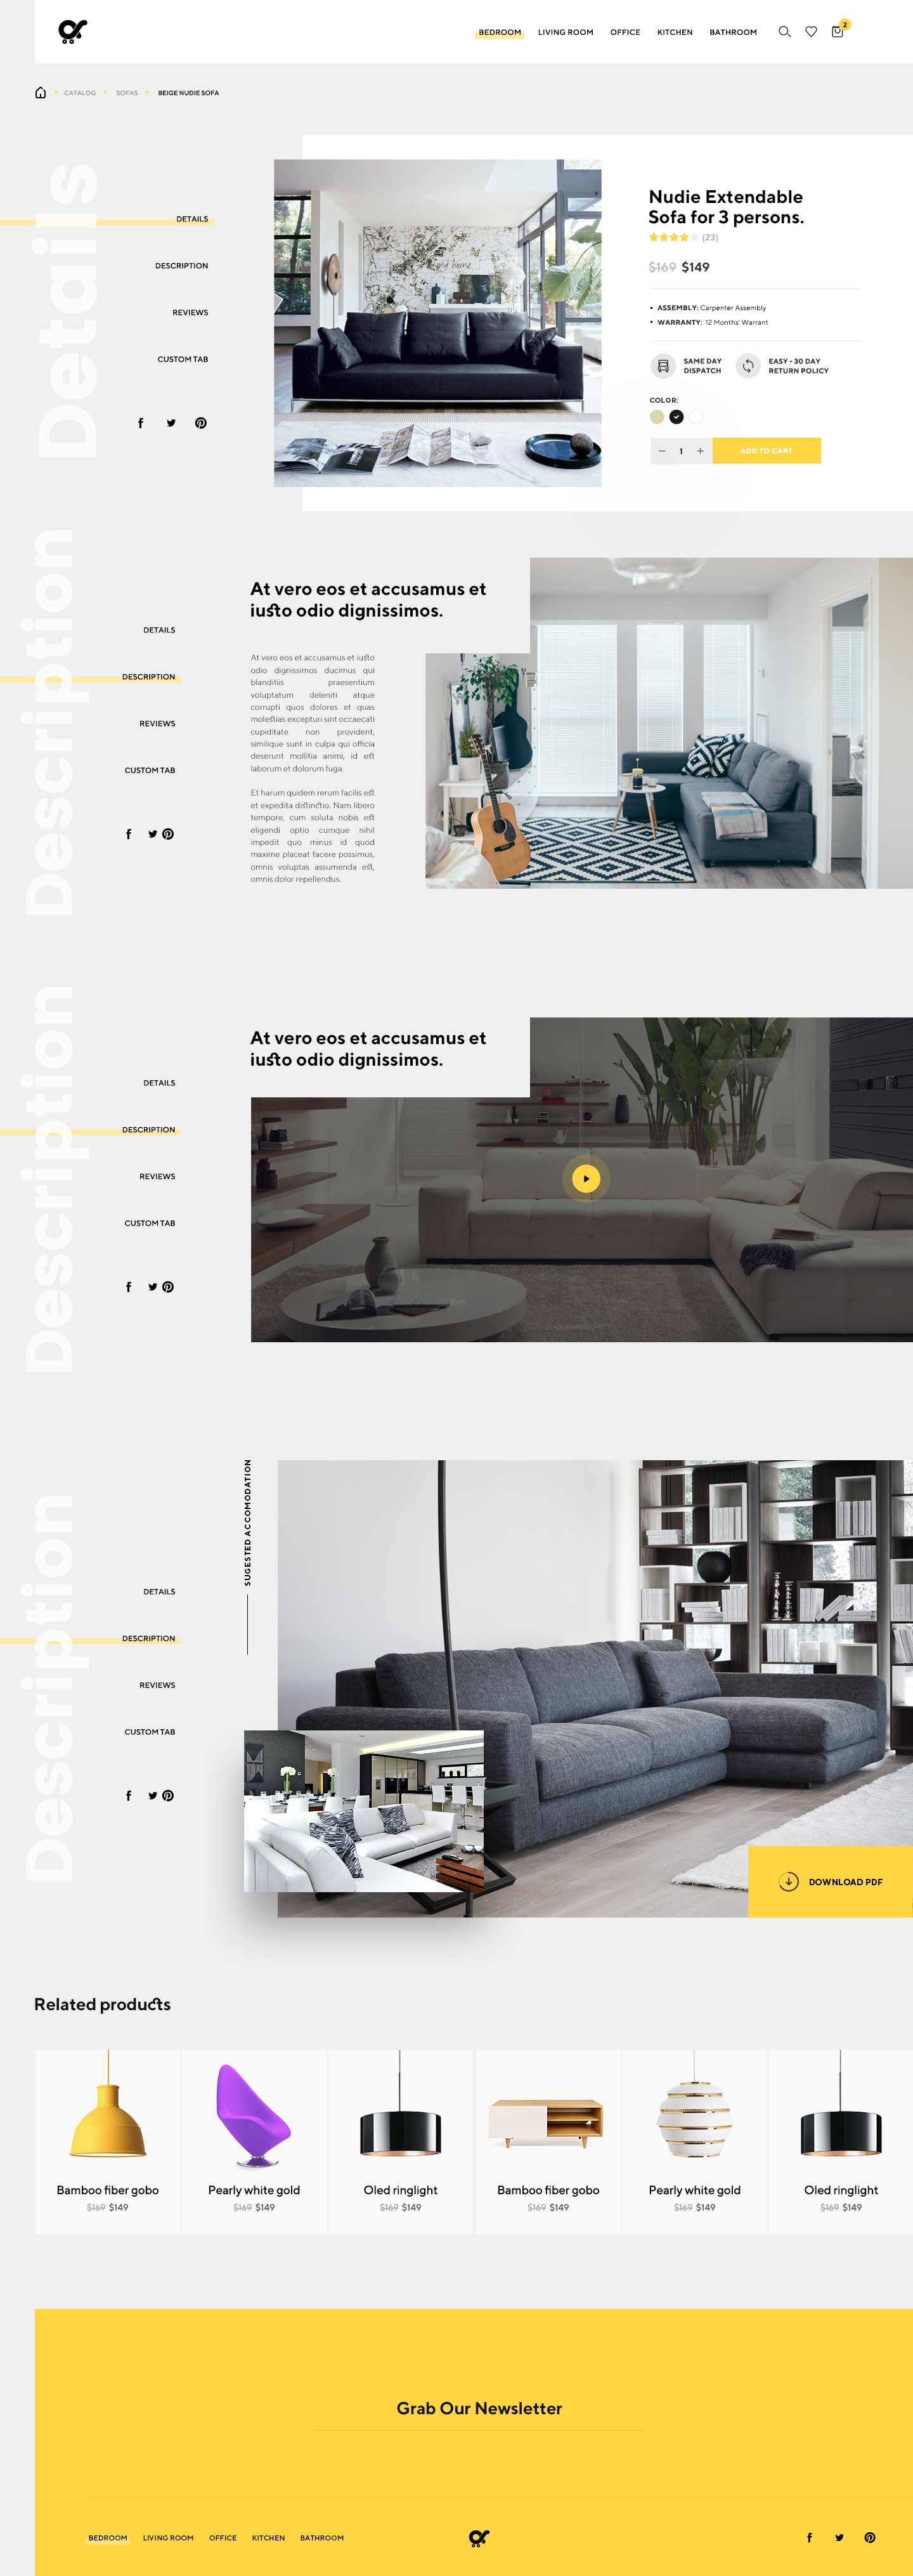 BEDROOM LIVING ROOM OFFICE KITCHEN BATHROOM 2
CATALOG SOFAS BEIGE NUDIE SOFA
Details
DETAILS
DESCRIPTION
REVIEWS
CUSTOM TAB
Nudie Extendable
Sofa for 3 persons.
(23)
$169 $149
• ASSEMBLY: Carpenter Assembly
• WARRANTY: 12 Months' Warrant
SAME DAY
DISPATCH
EASY - 30 DAY
RETURN POLICY
COLOR:
− 1 + ADD TO CART
Description
DETAILS
DESCRIPTION
REVIEWS
CUSTOM TAB
At vero eos et accusamus et
iusto odio dignissimos.
At vero eos et accusamus et iusto
odio dignissimos ducimus qui
blanditiis praesentium
voluptatum deleniti atque
corrupti quos dolores et quas
molestias excepturi sint occaecati
cupiditate non provident,
similique sunt in culpa qui officia
deserunt mollitia animi, id est
laborum et dolorum fuga.
Et harum quidem rerum facilis est
et expedita distinctio. Nam libero
tempore, cum soluta nobis est
eligendi optio cumque nihil
impedit quo minus id quod
maxime placeat facere possimus,
omnis voluptas assumenda est,
omnis dolor repellendus.
Description
DETAILS
DESCRIPTION
REVIEWS
CUSTOM TAB
At vero eos et accusamus et
iusto odio dignissimos.
Description
DETAILS
DESCRIPTION
REVIEWS
CUSTOM TAB
SUGESTED ACCOMODATION
DOWNLOAD PDF
Related products
Bamboo fiber gobo
$169 $149
Pearly white gold
$169 $149
Oled ringlight
$169 $149
Bamboo fiber gobo
$169 $149
Pearly white gold
$169 $149
Oled ringlight
$169 $149
Grab Our Newsletter
BEDROOM LIVING ROOM OFFICE KITCHEN BATHROOM